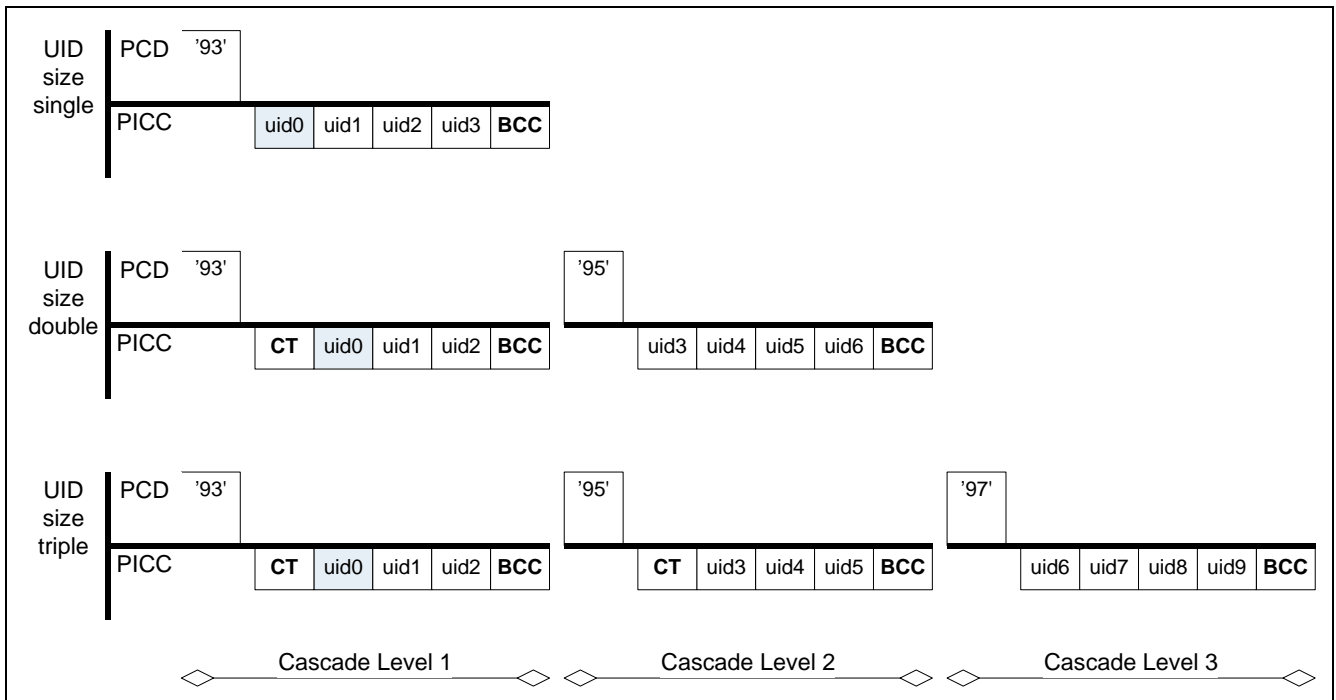 UID size single
PCD '93'
PICC
uid0 uid1 uid2 uid3 BCC
UID size double
PCD '93' '95'
PICC
CT uid0 uid1 uid2 BCC uid3 uid4 uid5 uid6 BCC
UID size triple
PCD '93' '95' '97'
PICC
CT uid0 uid1 uid2 BCC CT uid3 uid4 uid5 BCC uid6 uid7 uid8 uid9 BCC
Cascade Level 1 Cascade Level 2 Cascade Level 3